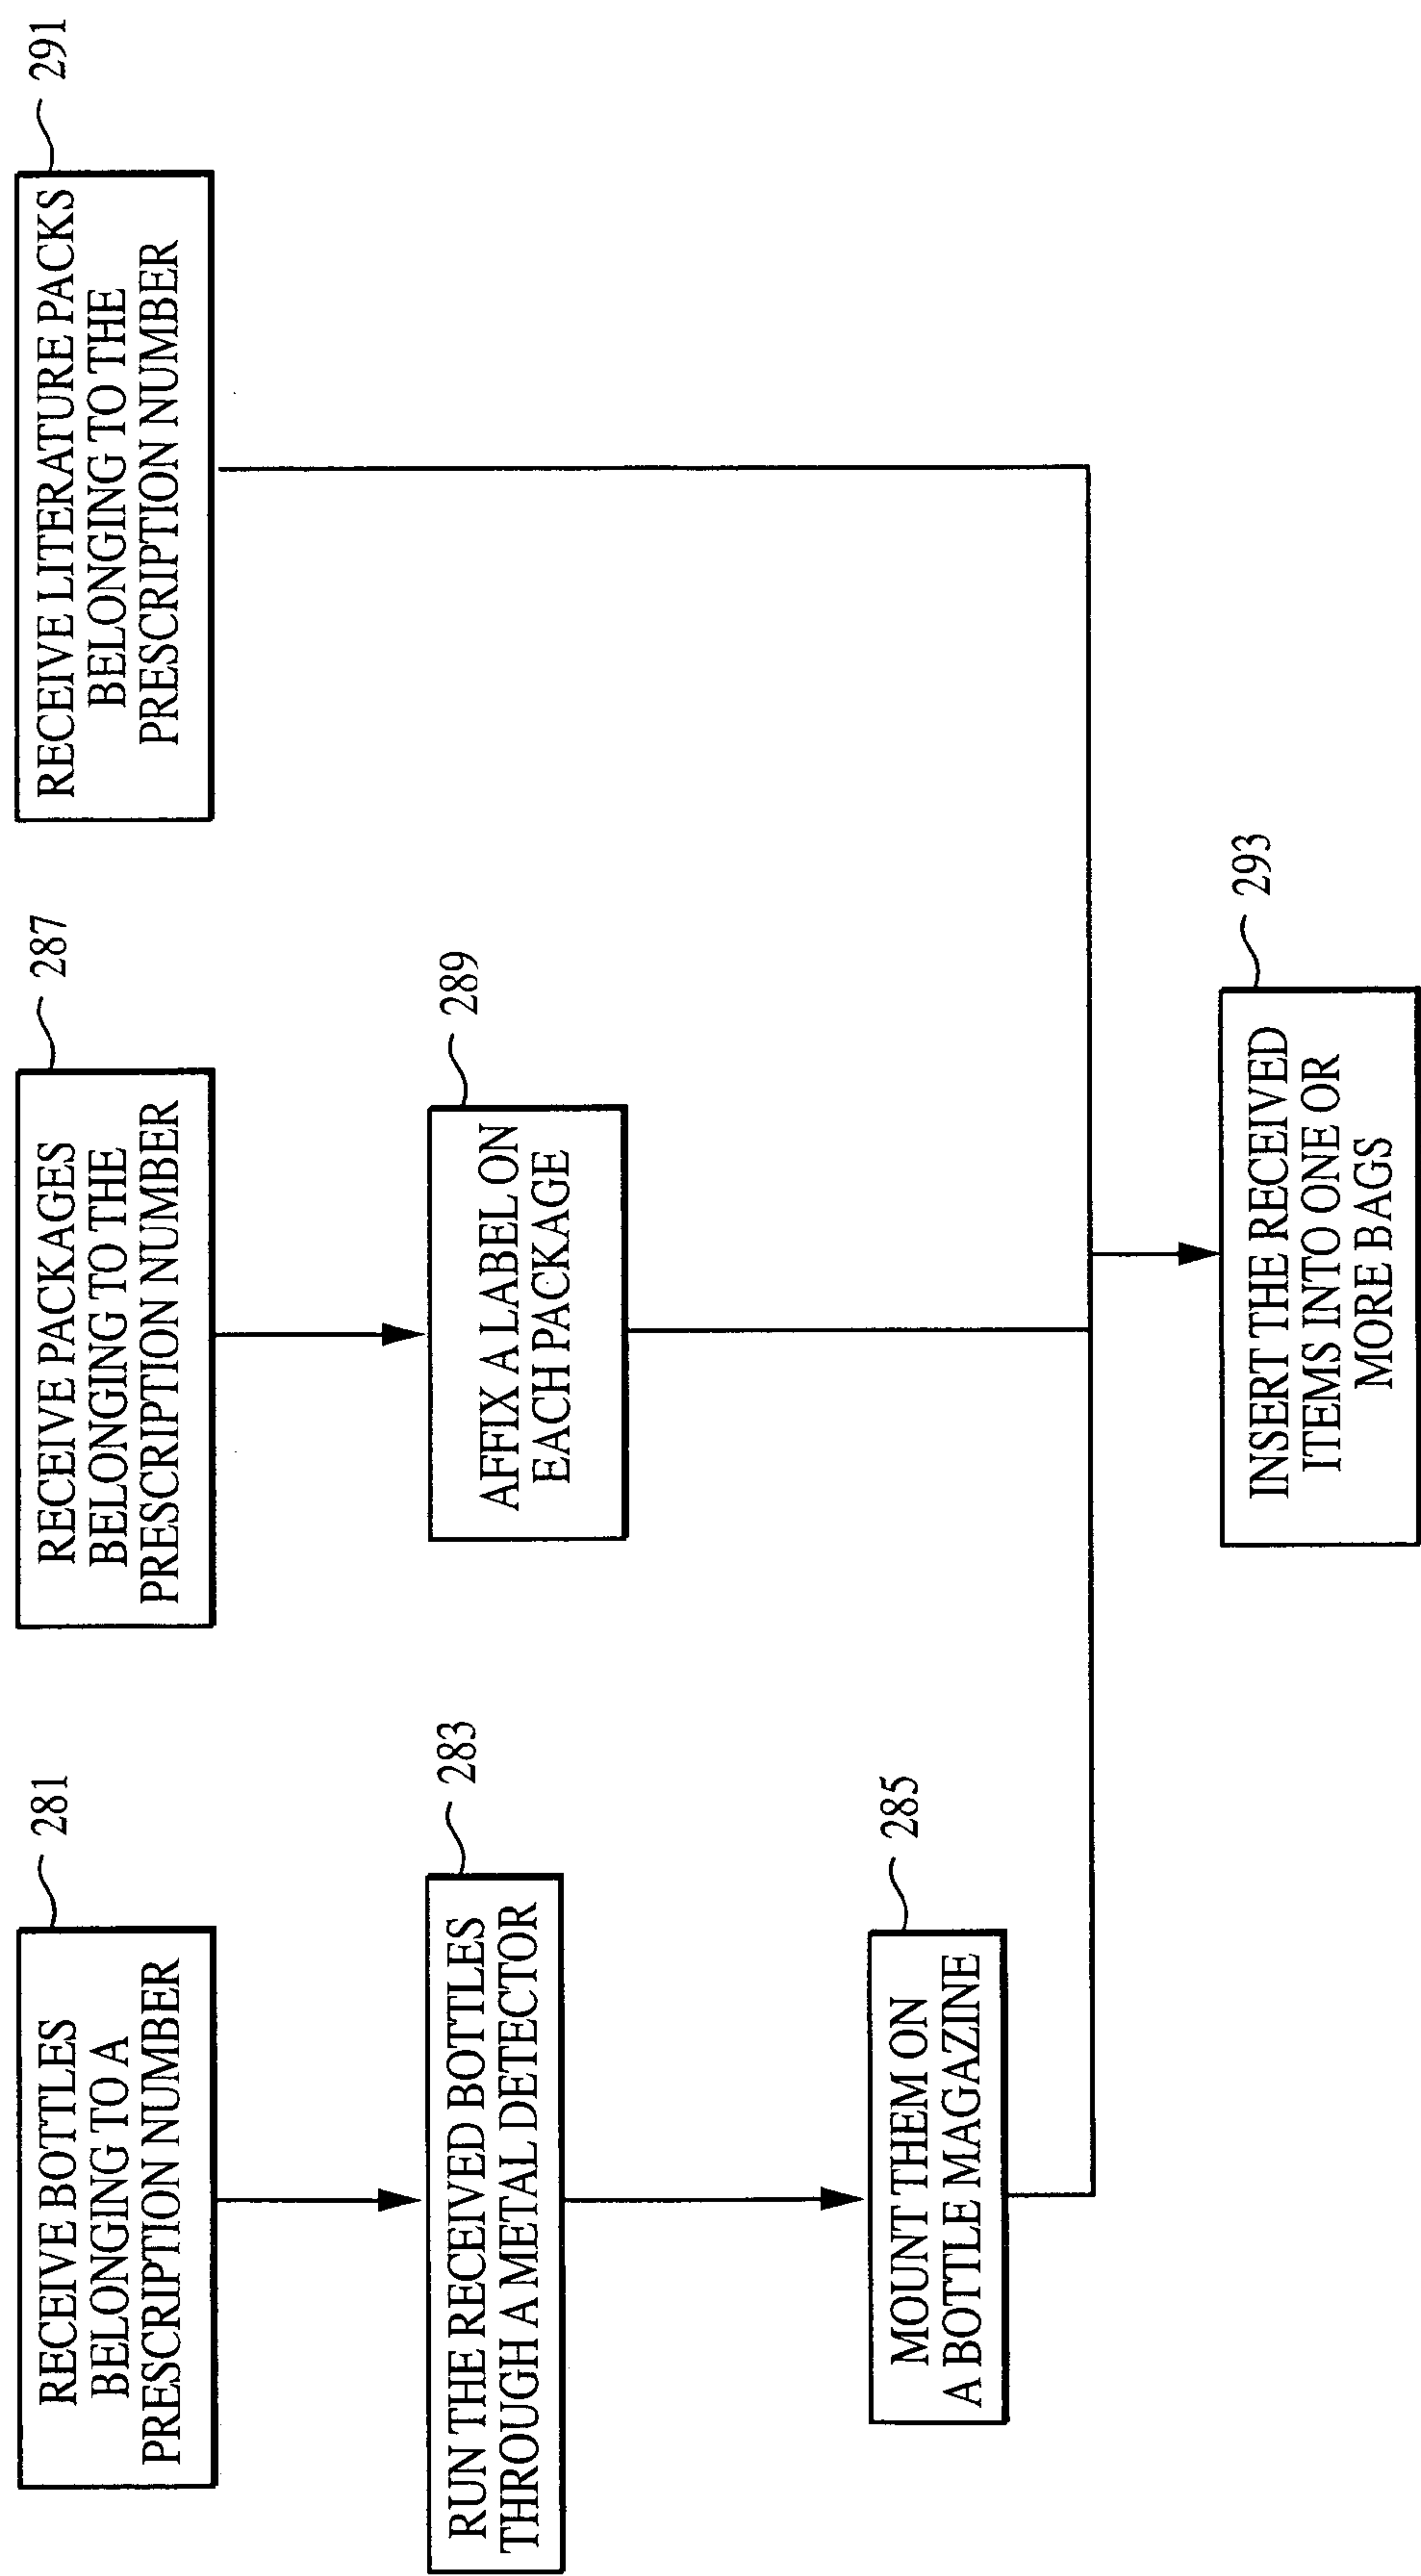 281
RECEIVE BOTTLES
BELONGING TO A
PRESCRIPTION NUMBER
283
RUN THE RECEIVED BOTTLES
THROUGH A METAL DETECTOR
285
MOUNT THEM ON
A BOTTLE MAGAZINE
287
RECEIVE PACKAGES
BELONGING TO THE
PRESCRIPTION NUMBER
289
AFFIX A LABEL ON
EACH PACKAGE
291
RECEIVE LITERATURE PACKS
BELONGING TO THE
PRESCRIPTION NUMBER
293
INSERT THE RECEIVED
ITEMS INTO ONE OR
MORE BAGS